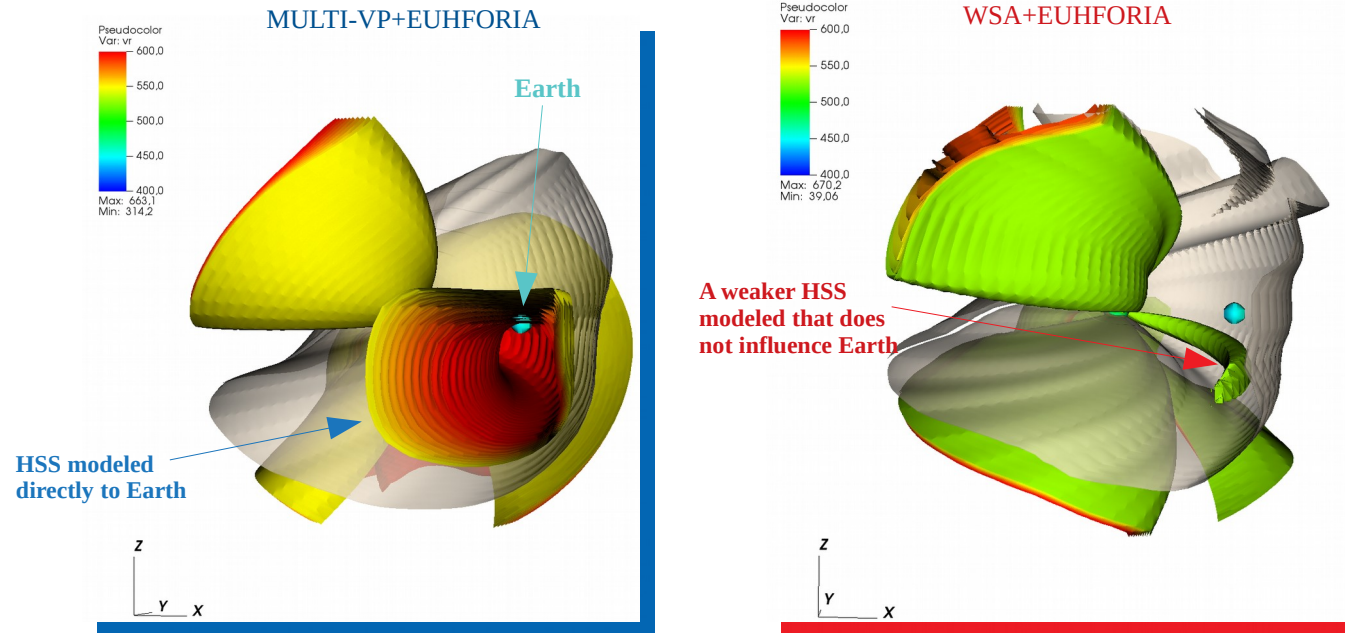 MULTI-VP+EUHFORIA
Pseudocolor
Var: vr
600,0
550,0
500,0
450,0
400,0
Max: 663,1
Min: 314,2
Earth
HSS modeled
directly to Earth
Z
Y
X
WSA+EUHFORIA
Pseudocolor
Var: vr
600,0
550,0
500,0
450,0
400,0
Max: 670,2
Min: 39,06
A weaker HSS
modeled that does
not influence Earth
Z
Y
X